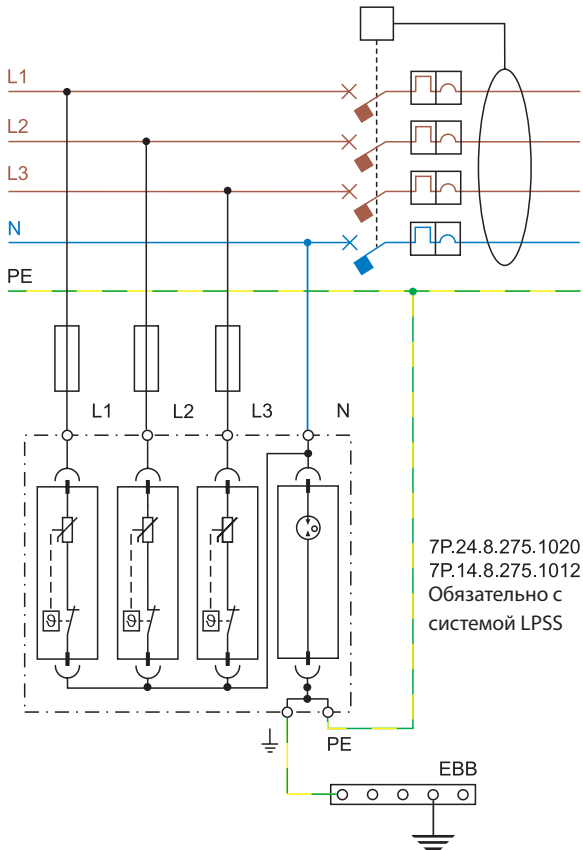 L1
L2
L3
N
PE
L1 L2 L3 N
ϑ ϑ ϑ
7P.24.8.275.1020
7P.14.8.275.1012
Обязательно с
системой LPSS
PE
EBB